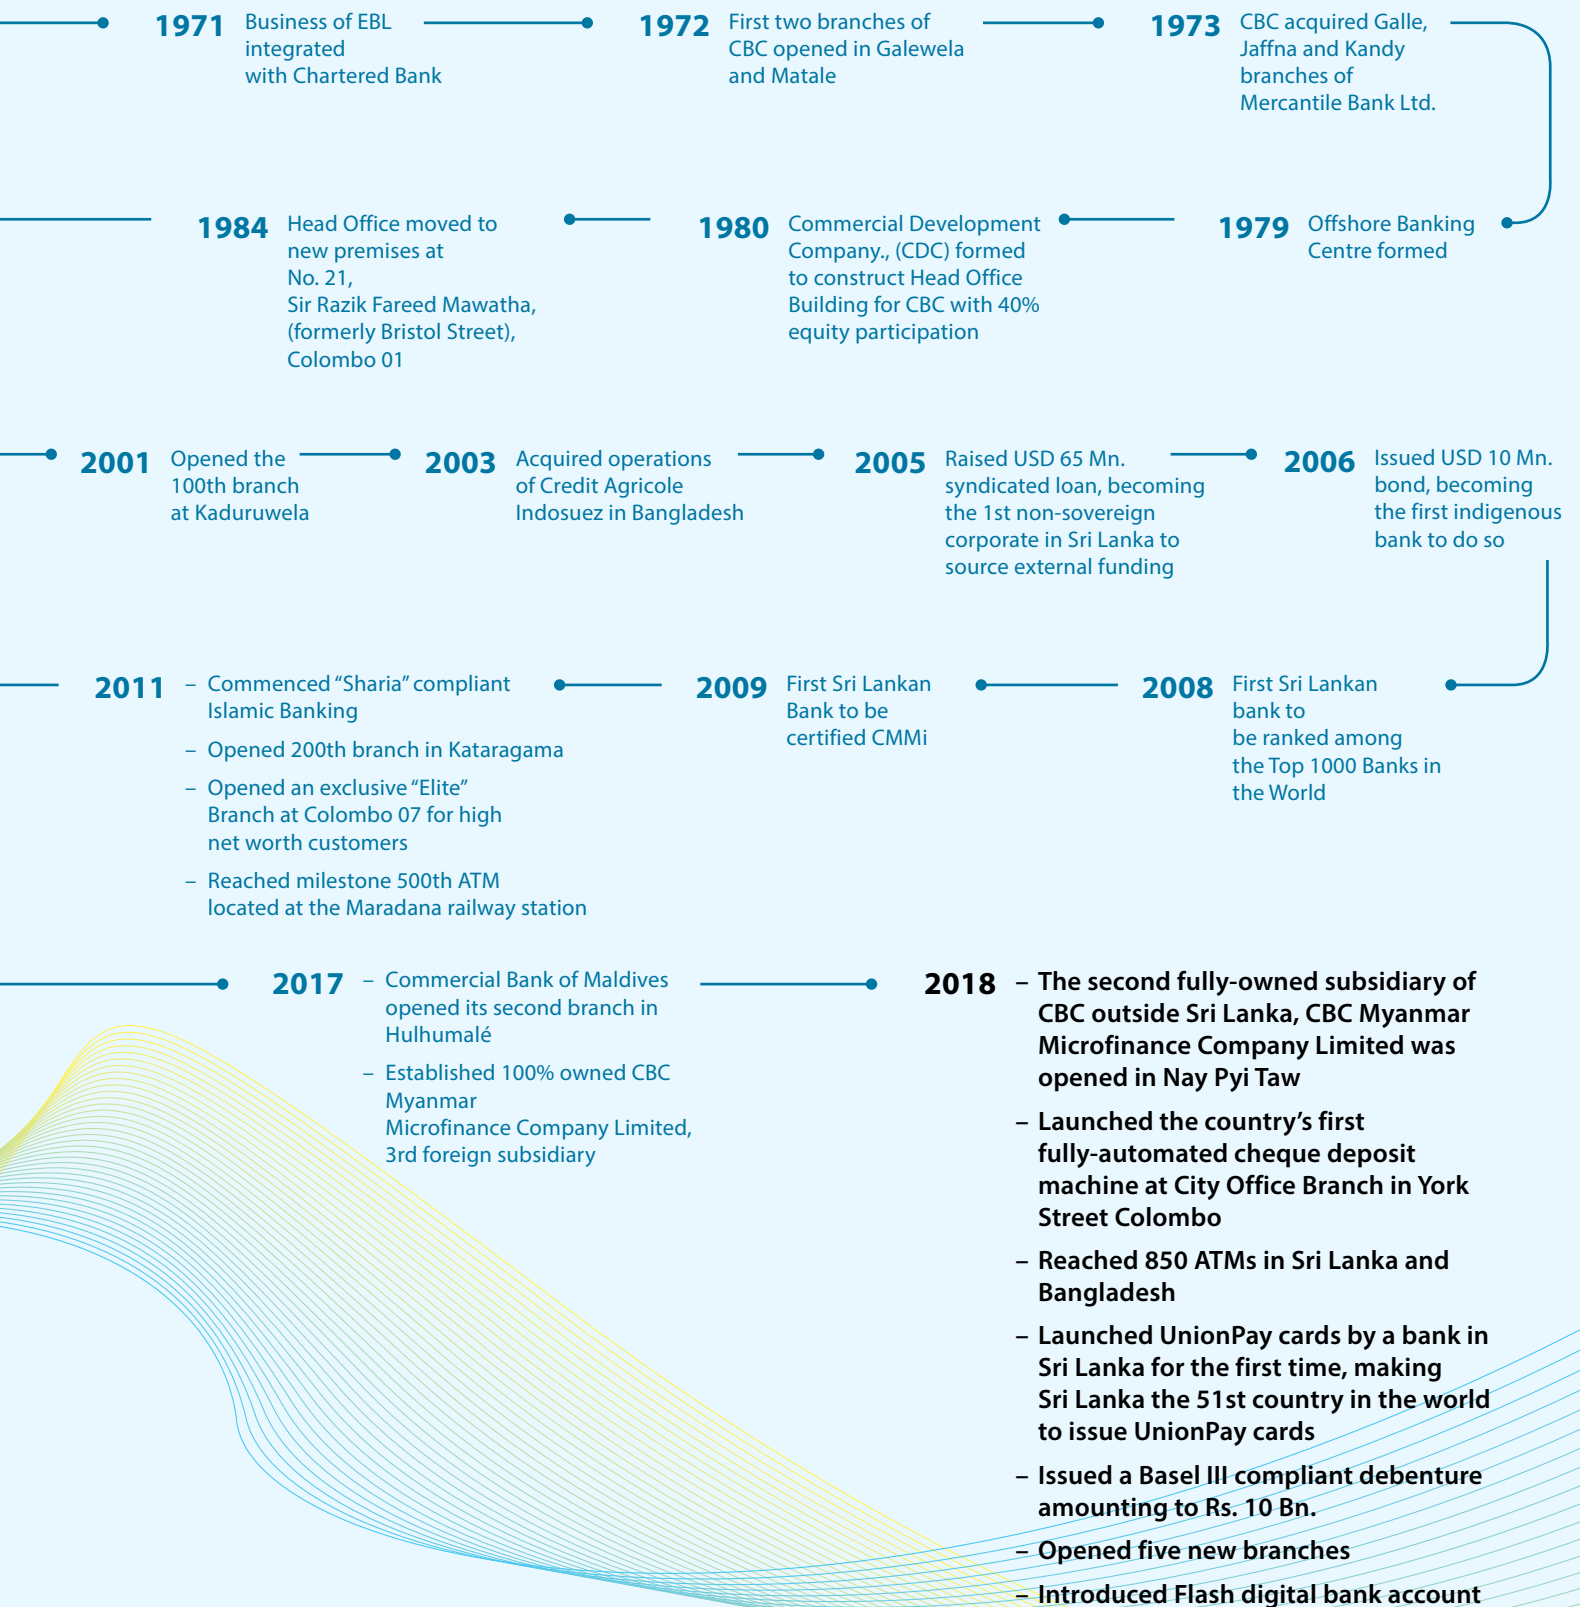 1971 Business of EBL
integrated
with Chartered Bank
1972 First two branches of
CBC opened in Galewela
and Matale
1973 CBC acquired Galle,
Jaffna and Kandy
branches of
Mercantile Bank Ltd.
1984 Head Office moved to
new premises at
No. 21,
Sir Razik Fareed Mawatha,
(formerly Bristol Street),
Colombo 01
1980 Commercial Development
Company., (CDC) formed
to construct Head Office
Building for CBC with 40%
equity participation
1979 Offshore Banking
Centre formed
2001 Opened the
100th branch
at Kaduruwela
2003 Acquired operations
of Credit Agricole
Indosuez in Bangladesh
2005 Raised USD 65 Mn.
syndicated loan, becoming
the 1st non-sovereign
corporate in Sri Lanka to
source external funding
2006 Issued USD 10 Mn.
bond, becoming
the first indigenous
bank to do so
2011 – Commenced “Sharia” compliant
Islamic Banking
– Opened 200th branch in Kataragama
– Opened an exclusive “Elite”
Branch at Colombo 07 for high
net worth customers
– Reached milestone 500th ATM
located at the Maradana railway station
2009 First Sri Lankan
Bank to be
certified CMMi
2008 First Sri Lankan
bank to
be ranked among
the Top 1000 Banks in
the World
2017 – Commercial Bank of Maldives
opened its second branch in
Hulhumalé
– Established 100% owned CBC
Myanmar
Microfinance Company Limited,
3rd foreign subsidiary
2018 – The second fully-owned subsidiary of
CBC outside Sri Lanka, CBC Myanmar
Microfinance Company Limited was
opened in Nay Pyi Taw
– Launched the country’s first
fully-automated cheque deposit
machine at City Office Branch in York
Street Colombo
– Reached 850 ATMs in Sri Lanka and
Bangladesh
– Launched UnionPay cards by a bank in
Sri Lanka for the first time, making
Sri Lanka the 51st country in the world
to issue UnionPay cards
– Issued a Basel III compliant debenture
amounting to Rs. 10 Bn.
– Opened five new branches
– Introduced Flash digital bank account